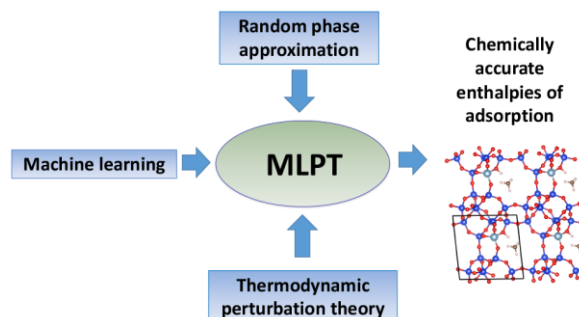 Random phase
approximation
Chemically
accurate
enthalpies of
adsorption
Machine learning
MLPT
Thermodynamic
perturbation theory